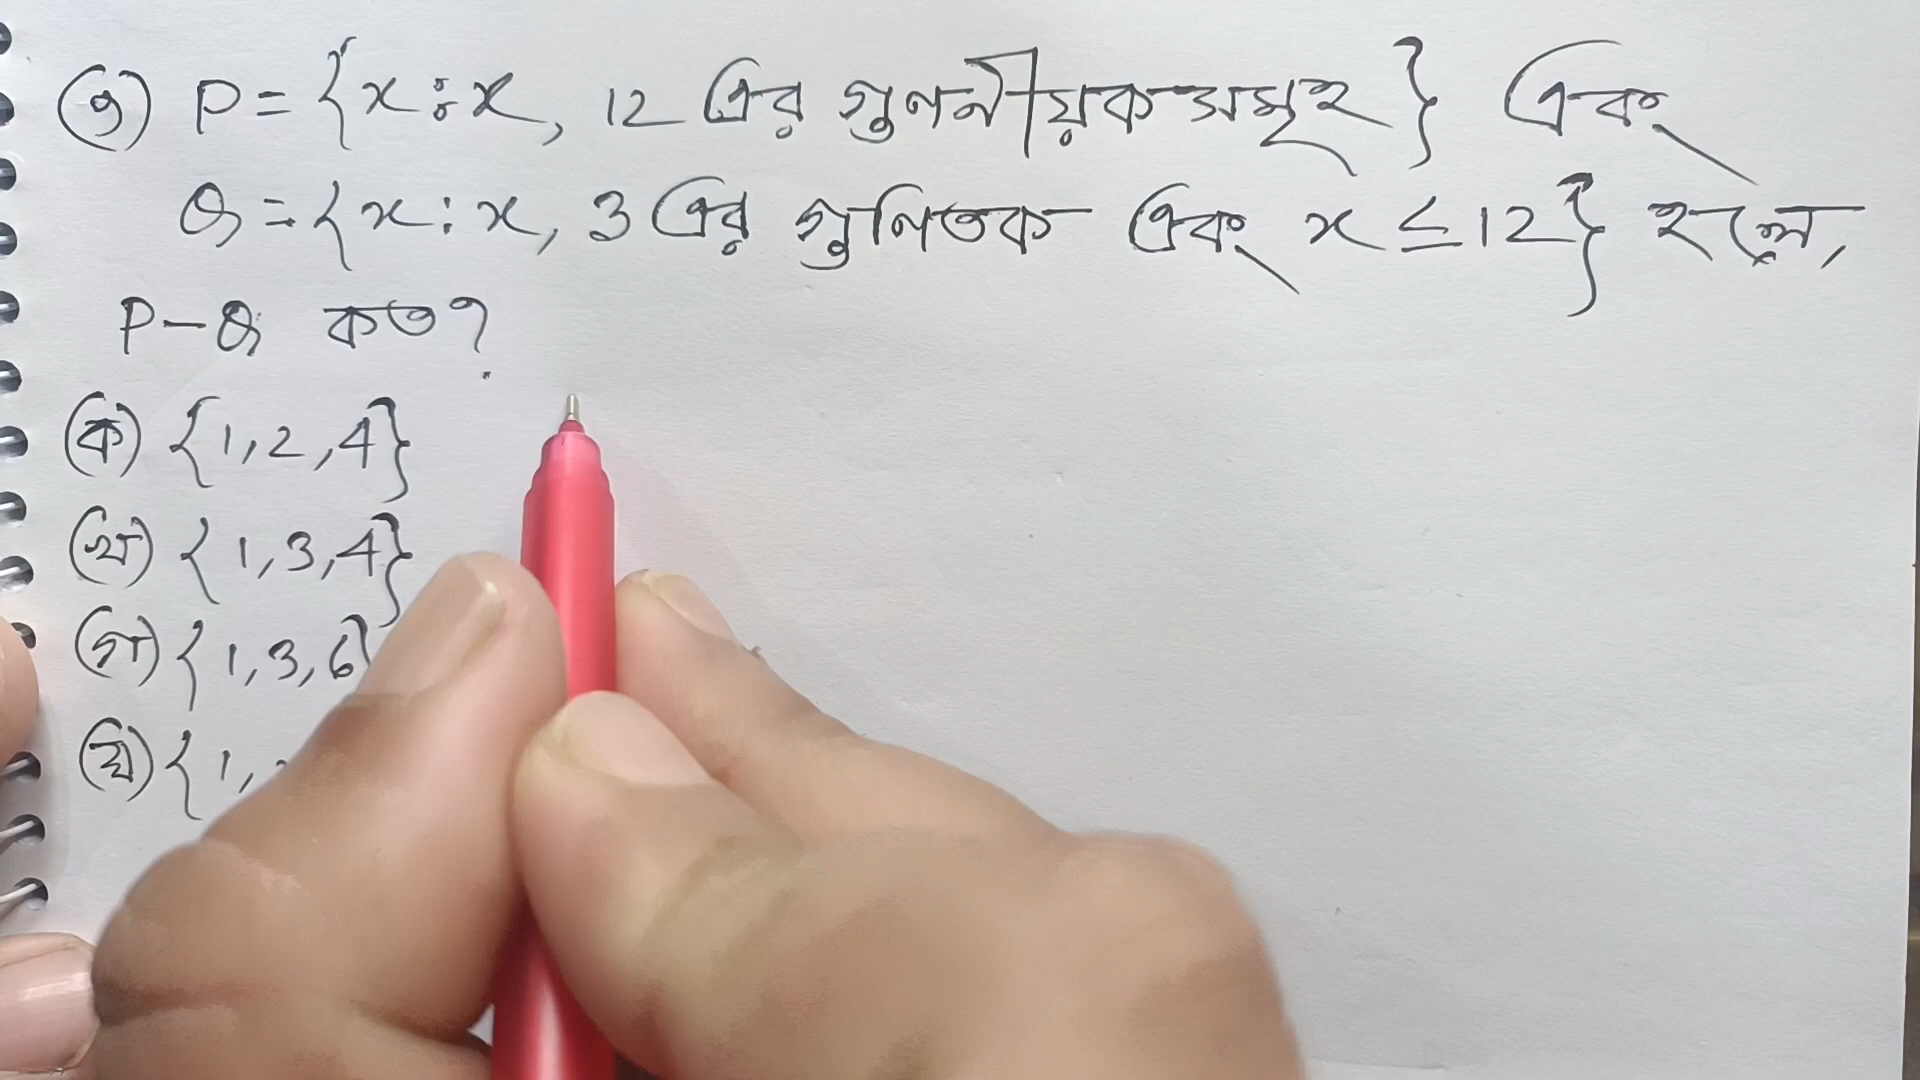 ৩) P = {x : x, 12 এর গুণনীয়কসমূহ} এবং
Q = {x : x, 3 এর গুণিতক এবং x ≤ 12} হলে,
P – Q কত?
(ক) {1, 2, 4}
(খ) {1, 3, 4}
(গ) {1, 3, 6}
(ঘ) {1,